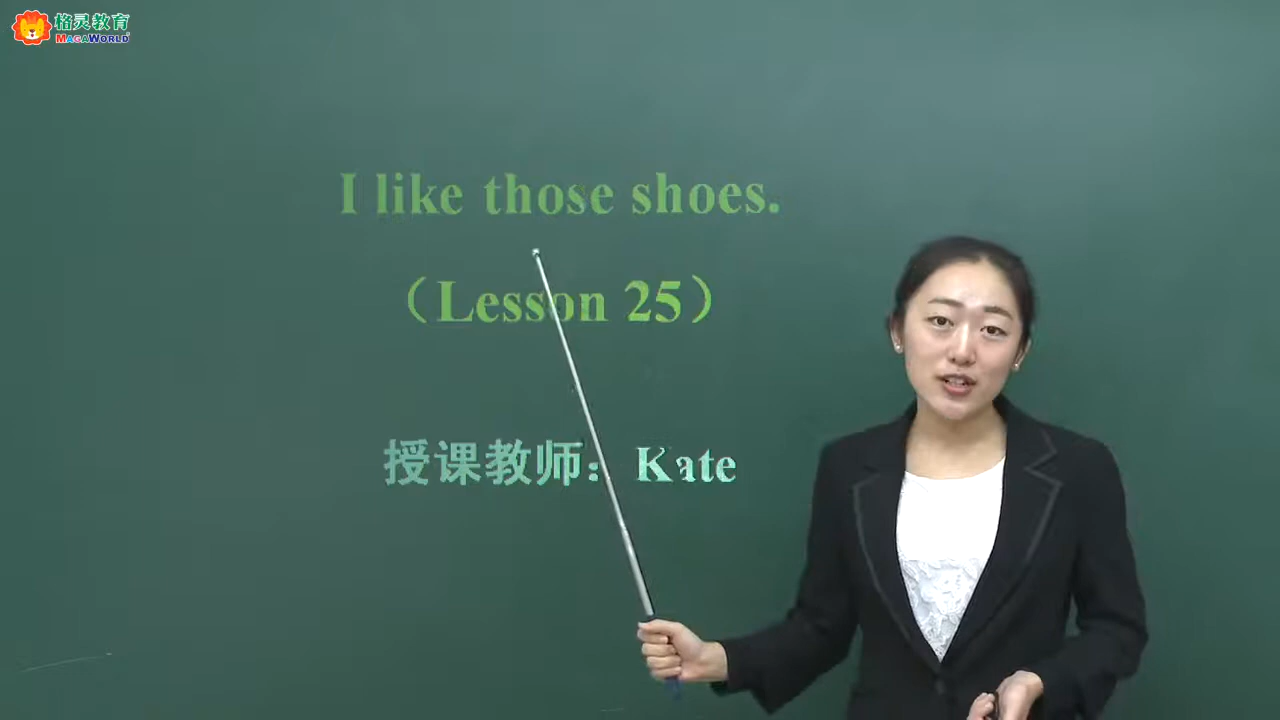 格灵教育
MAGAWORLD
I like those shoes.
（Lesson 25）
授课教师：Kate